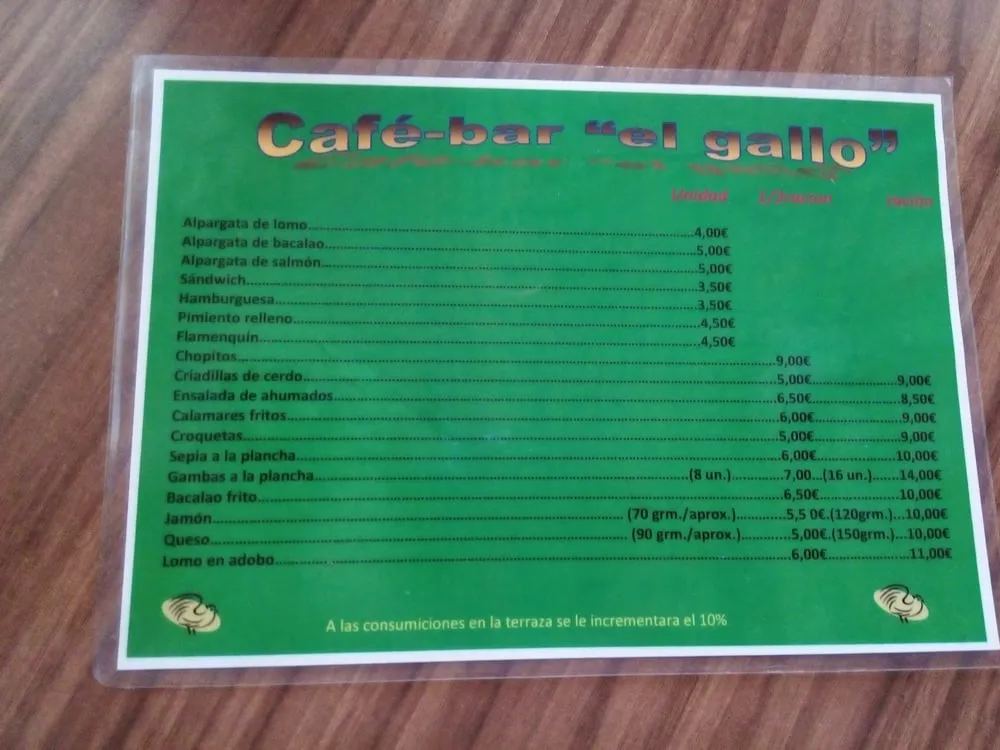 Café-bar “el gallo”
Unidad 1/2racion ración
Alpargata de lomo 4,00€
Alpargata de bacalao 5,00€
Alpargata de salmón 5,00€
Sándwich 3,50€
Hamburguesa 3,50€
Pimiento relleno 4,50€
Flamenquín 4,50€
Chopitos 9,00€
Criadillas de cerdo 5,00€ 9,00€
Ensalada de ahumados 6,50€ 8,50€
Calamares fritos 6,00€ 9,00€
Croquetas 5,00€ 9,00€
Sepia a la plancha 6,00€ 10,00€
Gambas a la plancha (8 un.) 7,00 (16 un.) 14,00€
Bacalao frito 6,50€ 10,00€
Jamón (70 grm./aprox.) 5,5 0€.(120grm.) 10,00€
Queso (90 grm./aprox.) 5,00€.(150grm.) 10,00€
Lomo en adobo 6,00€ 11,00€
A las consumiciones en la terraza se le incrementara el 10%